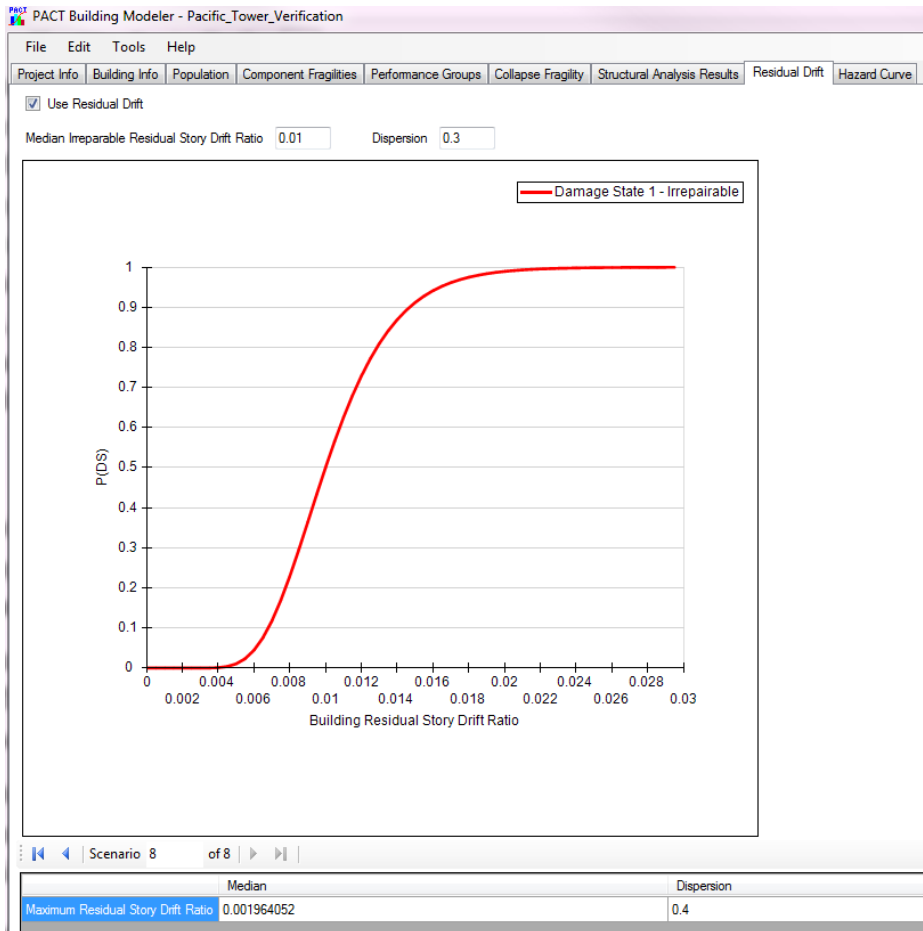 PACT
PACT Building Modeler - Pacific_Tower_Verification
File Edit Tools Help
Project Info Building Info Population Component Fragilities Performance Groups Collapse Fragility Structural Analysis Results Residual Drift Hazard Curve
Use Residual Drift
Median Irreparable Residual Story Drift Ratio 0.01 Dispersion 0.3
Damage State 1 - Irrepairable
1
0.9
0.8
0.7
0.6
0.5
0.4
0.3
0.2
0.1
0
P(DS)
0 0.004 0.008 0.012 0.016 0.02 0.024 0.028
0.002 0.006 0.01 0.014 0.018 0.022 0.026 0.03
Building Residual Story Drift Ratio
Scenario 8 of 8
Median Dispersion
Maximum Residual Story Drift Ratio 0.001964052 0.4